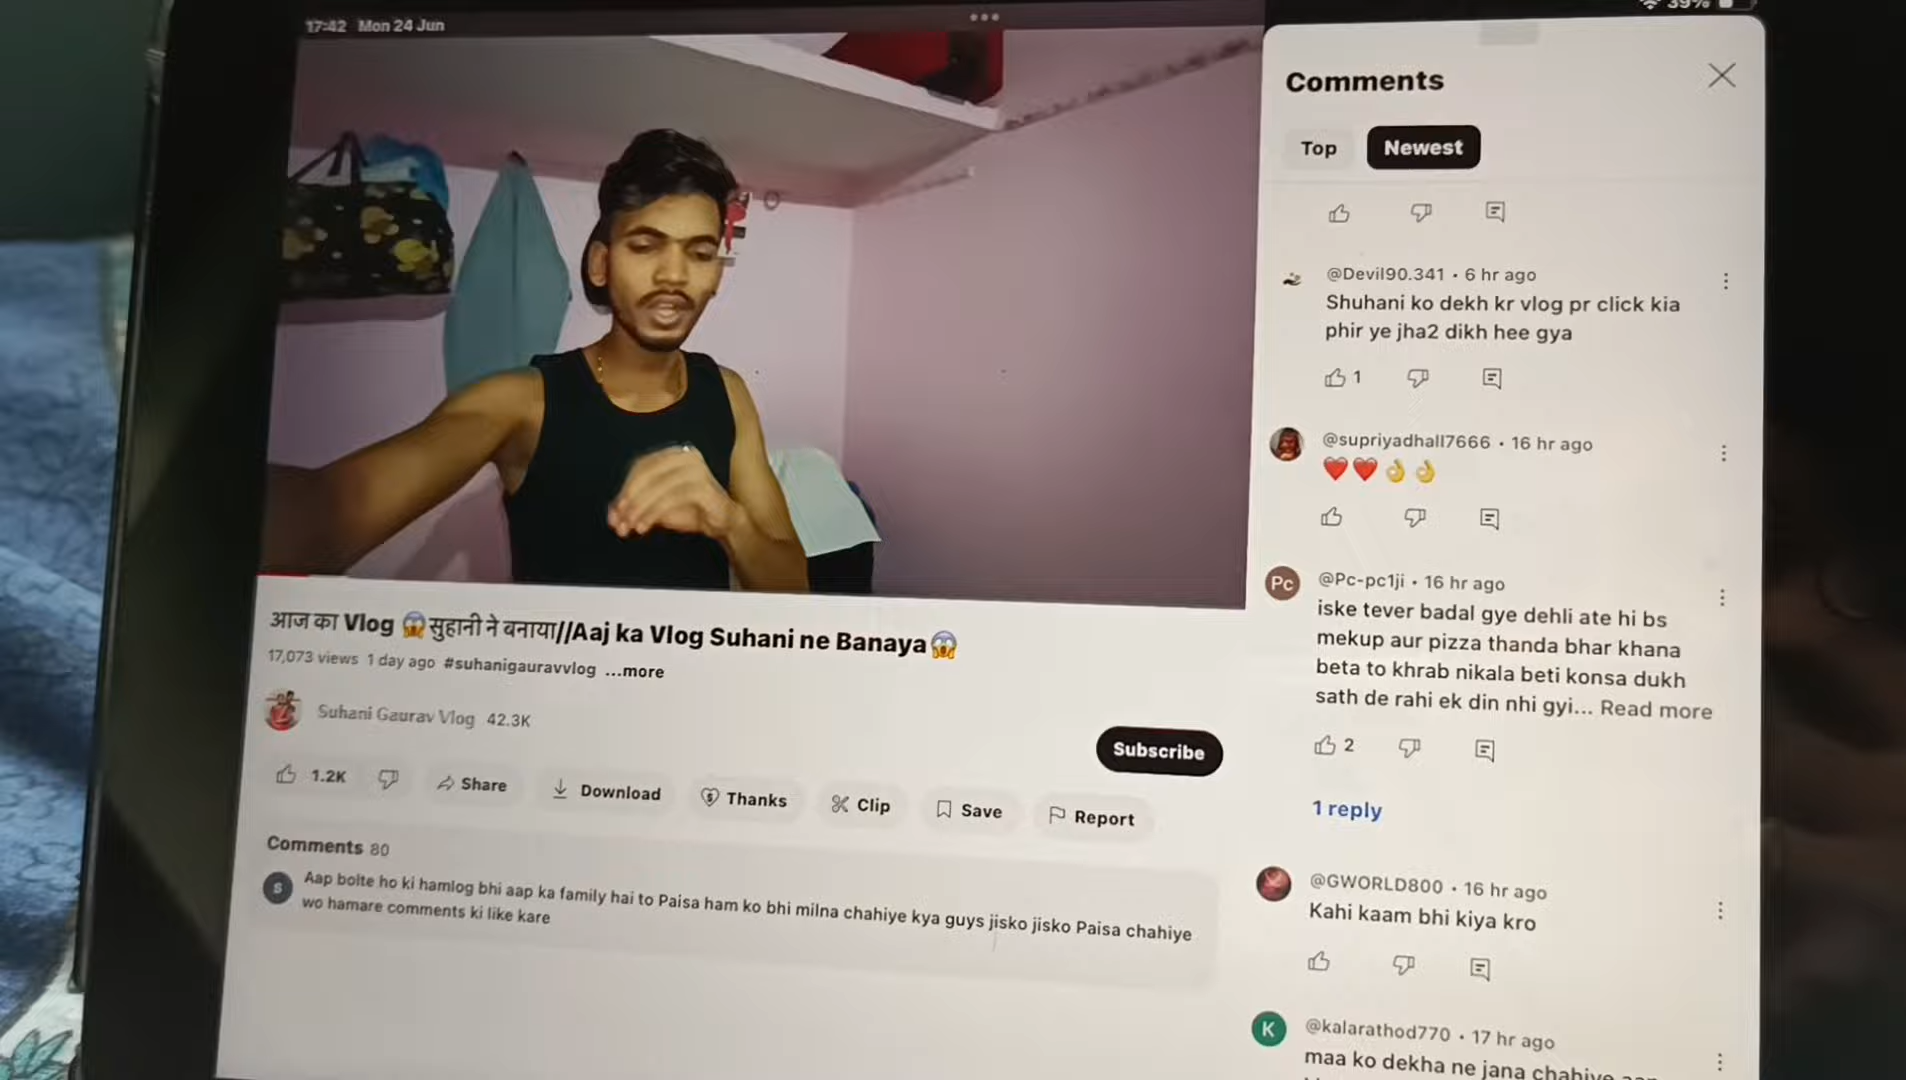 17:42 Mon 24 Jun
39%
आज का Vlog 😱सुहानी ने बनाया//Aaj ka Vlog Suhani ne Banaya😱
17,073 views 1 day ago #suhanigauravvlog ...more
Suhani Gaurav Vlog 42.3K
Subscribe
1.2K Share Download Thanks Clip Save Report
Comments 80
S
Aap bolte ho ki hamlog bhi aap ka family hai to Paisa ham ko bhi milna chahiye kya guys jisko jisko Paisa chahiye
wo hamare comments ki like kare
Comments
Top Newest
@Devil90.341 • 6 hr ago
Shuhani ko dekh kr vlog pr click kia
phir ye jha2 dikh hee gya
1
@supriyadhall7666 • 16 hr ago
❤️❤️👌👌
Pc
@Pc-pc1ji • 16 hr ago
iske tever badal gye dehli ate hi bs
mekup aur pizza thanda bhar khana
beta to khrab nikala beti konsa dukh
sath de rahi ek din nhi gyi... Read more
2
1 reply
@GWORLD800 • 16 hr ago
Kahi kaam bhi kiya kro
K
@kalarathod770 • 17 hr ago
maa ko dekha ne jana chahiye